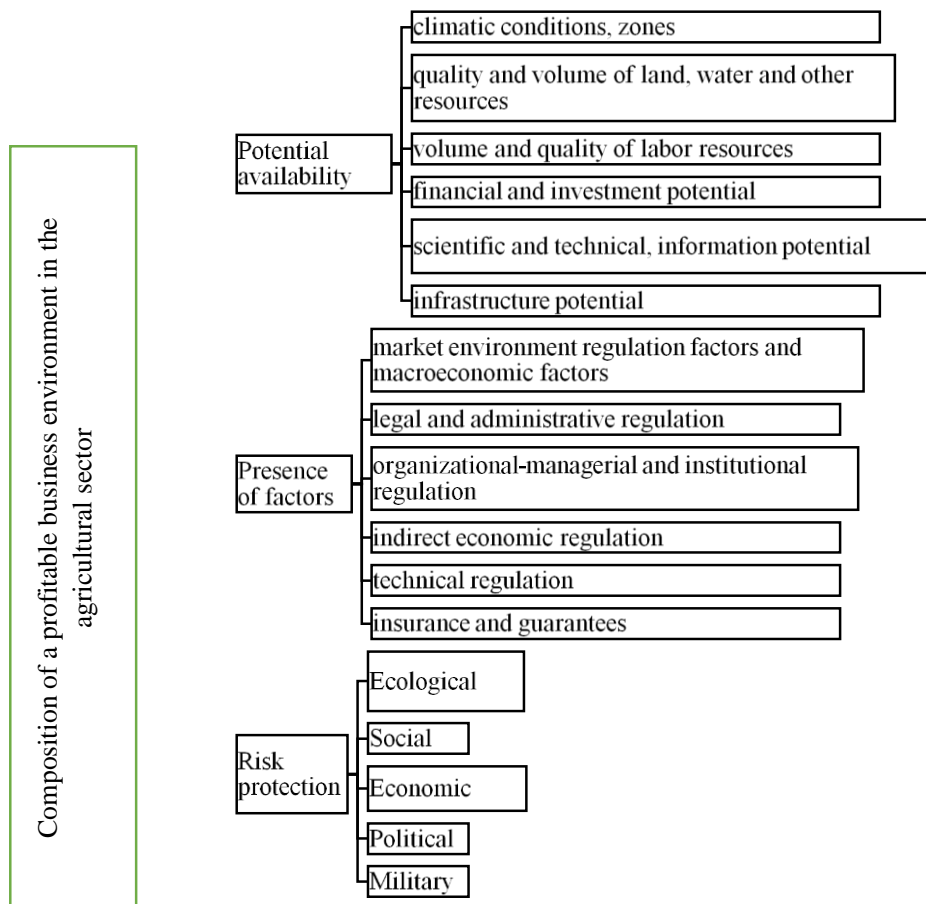 Composition of a profitable business environment in the
agricultural sector
Potential
availability
climatic conditions, zones
quality and volume of land, water and other
resources
volume and quality of labor resources
financial and investment potential
scientific and technical, information potential
infrastructure potential
Presence
of factors
market environment regulation factors and
macroeconomic factors
legal and administrative regulation
organizational-managerial and institutional
regulation
indirect economic regulation
technical regulation
insurance and guarantees
Risk
protection
Ecological
Social
Economic
Political
Military